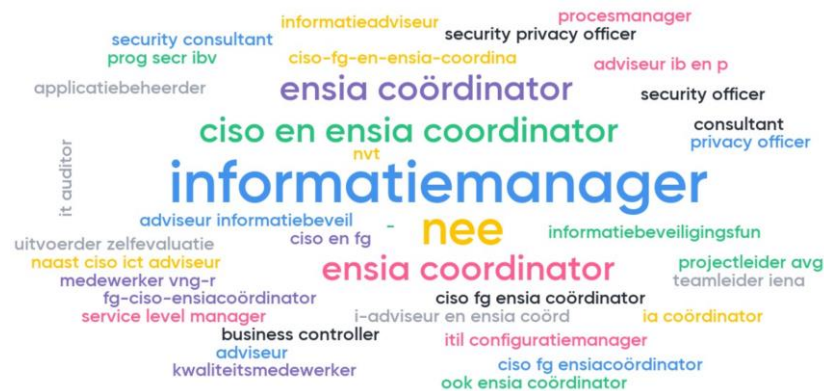 informatieadviseur
procesmanager
security consultant
security privacy officer
prog secr ibv
ciso-fg-en-ensia-coordina
adviseur ib en p
applicatiebeheerder
ensia coördinator
security officer
ciso en ensia coordinator
consultant
privacy officer
nvt
it auditor
informatiemanager
adviseur informatiebeveil
-
nee
informatiebeveiligingsfun
uitvoerder zelfevaluatie
ciso en fg
naast ciso ict adviseur
ensia coordinator
projectleider avg
medewerker vng-r
teamleider iena
fg-ciso-ensiacoördinator
ciso fg ensia coördinator
service level manager
i-adviseur en ensia coörd
ia coördinator
business controller
itil configuratiemanager
adviseur
kwaliteitsmedewerker
ciso fg ensiacoördinator
ook ensia coördinator